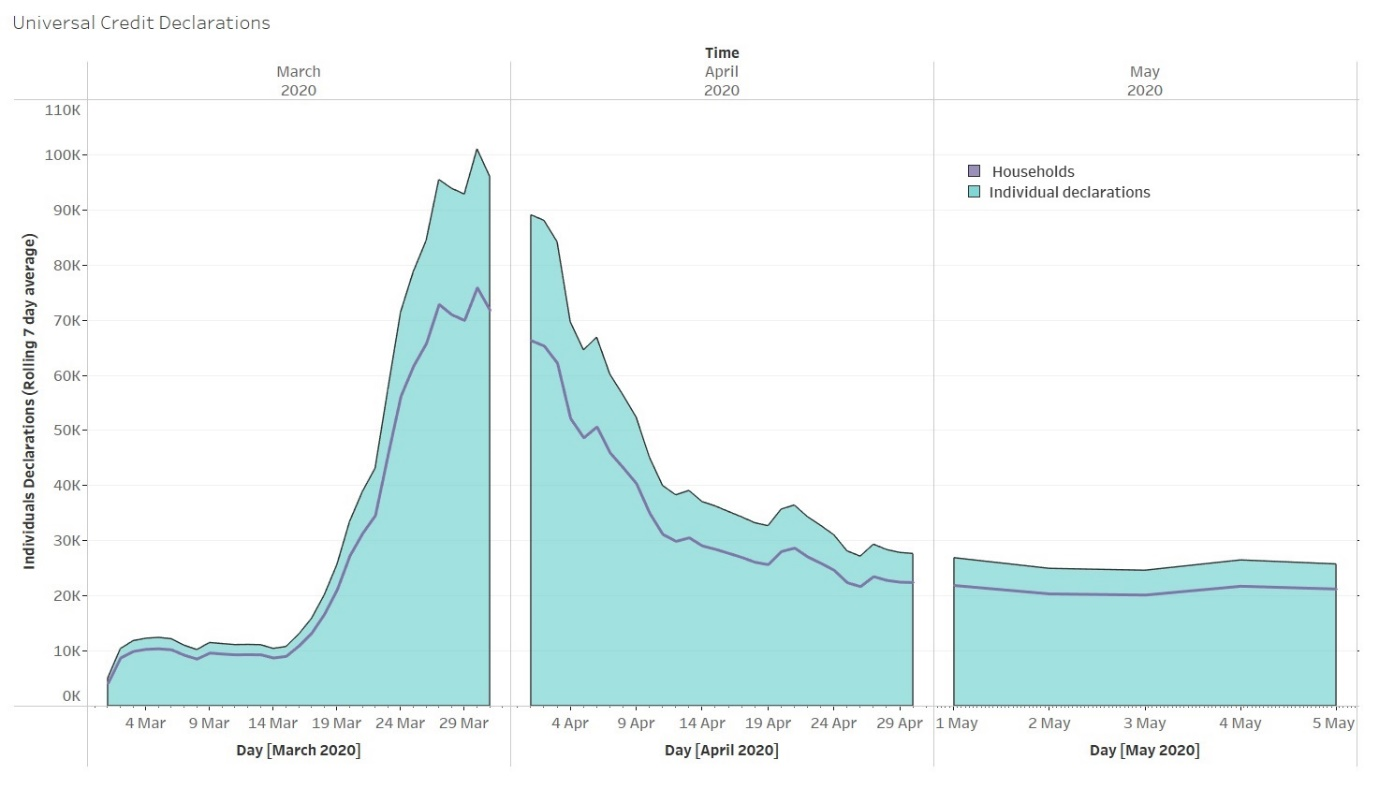 Universal Credit Declarations
Time
March
April
May
2020
2020
2020
Individuals Declarations (Rolling 7 day average)
110K
100K
90K
80K
70K
60K
50K
40K
30K
20K
10K
0K
Households
Individual declarations
4 Mar 9 Mar 14 Mar 19 Mar 24 Mar 29 Mar
4 Apr 9 Apr 14 Apr 19 Apr 24 Apr 29 Apr
1 May 2 May 3 May 4 May 5 May
Day [March 2020]
Day [April 2020]
Day [May 2020]